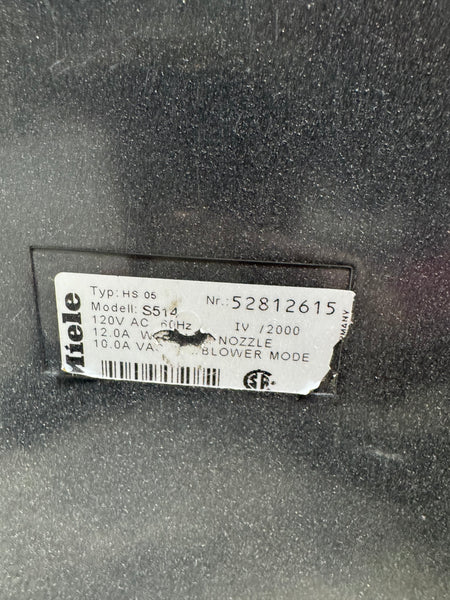 Miele
Typ: HS 05 Nr.: 52812615
Modell: S514
120V AC 60Hz IV /2000
12.0A NOZZLE
10.0A BLOWER MODE